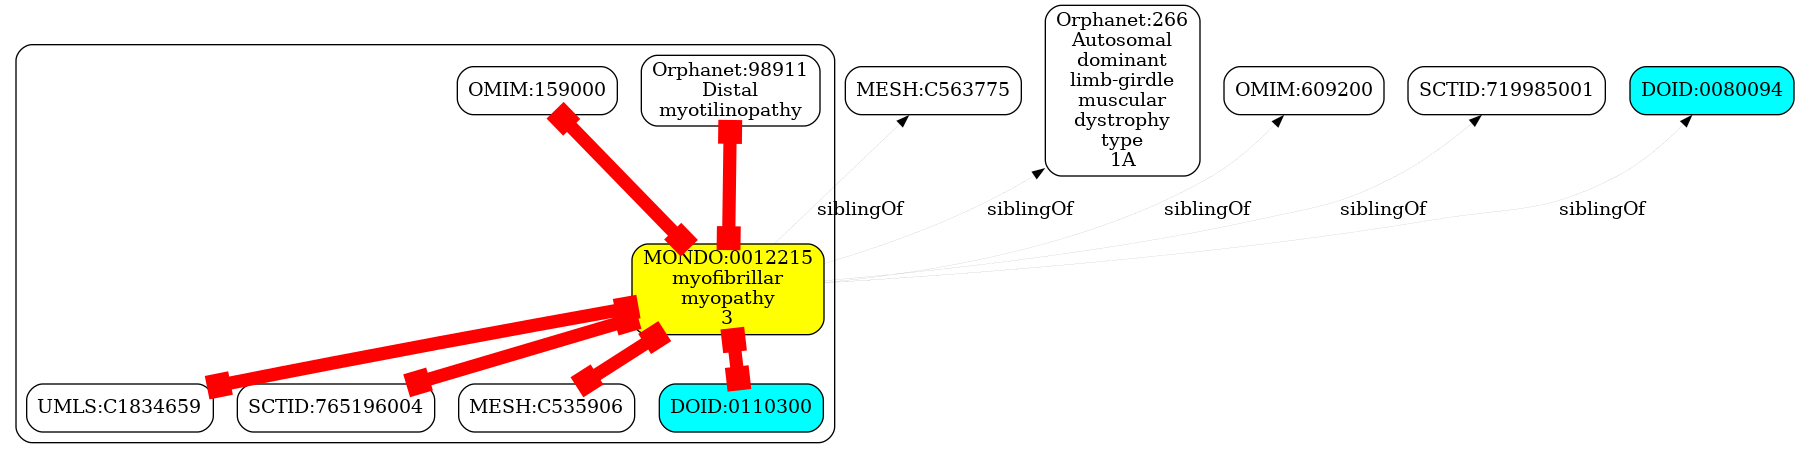 Orphanet:266
Autosomal
dominant
limb-girdle
muscular
dystrophy
type
1A
Orphanet:98911
Distal
myotilinopathy
OMIM:159000
MESH:C563775
OMIM:609200
SCTID:719985001
DOID:0080094
siblingOf
siblingOf
siblingOf
siblingOf
siblingOf
MONDO:0012215
myofibrillar
myopathy
3
UMLS:C1834659
SCTID:765196004
MESH:C535906
DOID:0110300